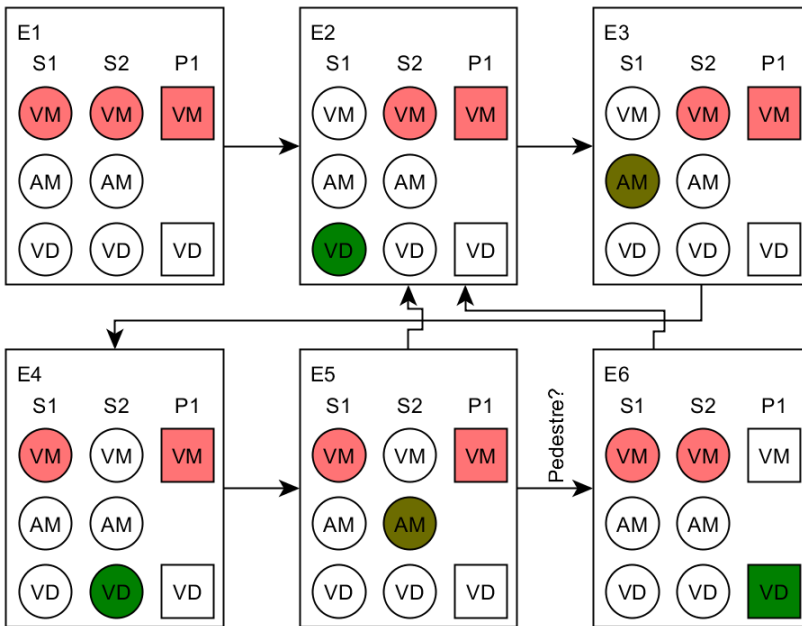 E1
S1 S2 P1
VM VM VM
AM AM
VD VD VD
E2
S1 S2 P1
VM VM VM
AM AM
VD VD VD
E3
S1 S2 P1
VM VM VM
AM AM
VD VD VD
E4
S1 S2 P1
VM VM VM
AM AM
VD VD VD
E5
S1 S2 P1
VM VM VM
AM AM
VD VD VD
Pedestre?
E6
S1 S2 P1
VM VM VM
AM AM
VD VD VD